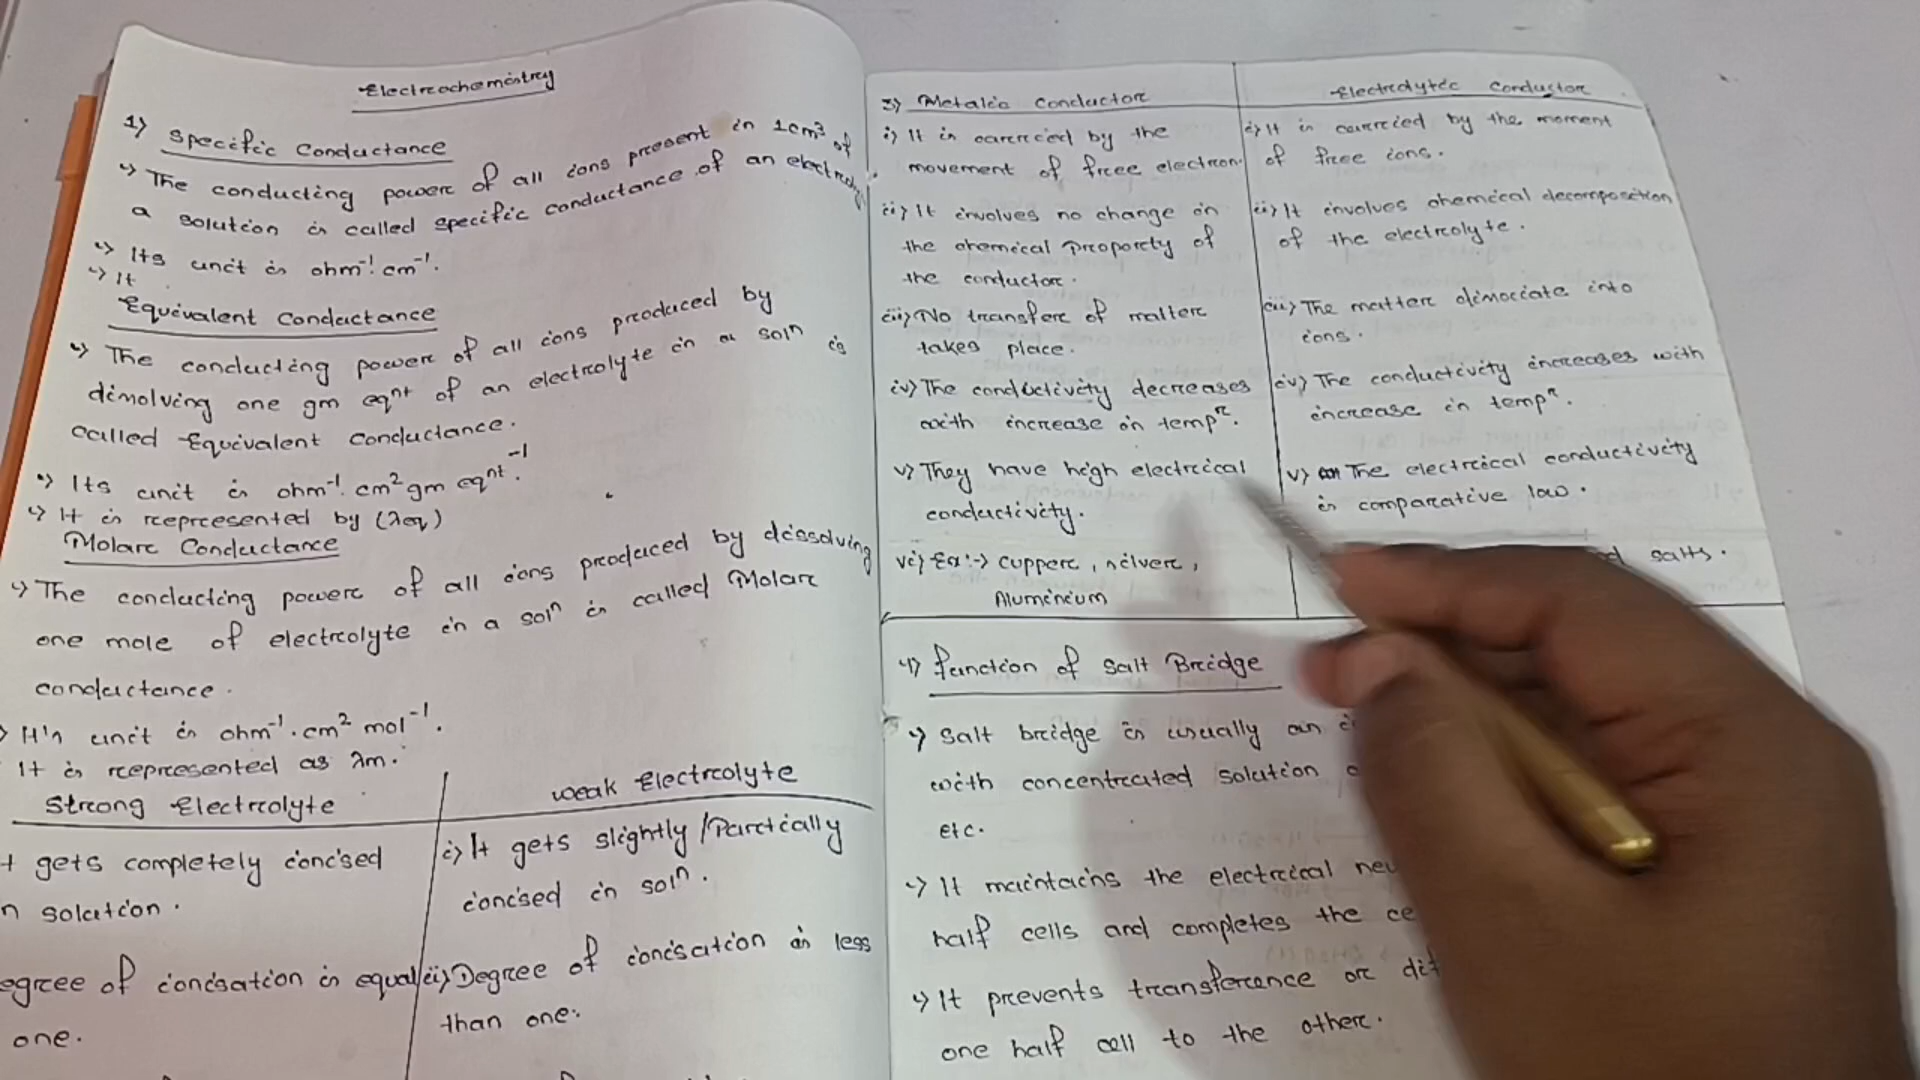 Electrochemistry
1) Specific Conductance
↳ The conducting power of all ions present in 1cm³ of
a solution is called specific conductance of an
↳ Its unit is ohm⁻¹ cm⁻¹.
↳ It
Equivalent Conductance
↳ The conducting power of all ions produced by
dissolving one gm eqnt of an electrolyte in a solⁿ is
called Equivalent Conductance.
↳ Its unit is ohm⁻¹. cm² gm eqnt⁻¹.
↳ It is represented by (λeq)
Molar Conductance
↳ The conducting power of all ions produced by dissolving
one mole of electrolyte in a solⁿ is called Molar
conductance.
It's unit is ohm⁻¹. cm² mol⁻¹.
It is represented as λm.
Strong Electrolyte
weak Electrolyte
gets completely ionised
solution.
i) It gets slightly/Partically
ionised in solⁿ.
of ionisation is equal
one.
ii) Degree of ionisation is less
than one.
3) Metalic Conductor
Electrolytic Conductor
i) It is carried by the
movement of free electron.
i) It is carried by the moment
of free ions.
ii) It involves no change in
the chemical Property of
the conductor.
ii) It involves chemical decomposition
of the electrolyte.
iii) No transfer of matter
takes place.
iii) The matter dissociate into
ions.
iv) The conductivity decreases
with increase in tempʳ.
iv) The conductivity increases with
increase in tempʳ.
v) They have high electrical
conductivity.
v) The electrical conductivity
is comparative low.
vi) Ex:-> Cupper, silver,
Aluminium
salts.
4) function of Salt Bridge
↳ Salt bridge is usually an
with concentrated solution
etc.
↳ It maintains the electrical
half cells and completes the
↳ It prevents transference or
one half cell to the other.